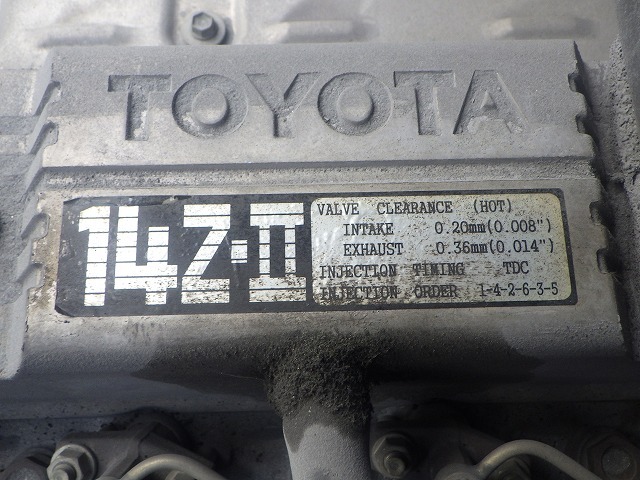 TOYOTA
14Z-II
VALVE CLEARANCE (HOT)
INTAKE 0.20mm(0.008")
EXHAUST 0.36mm(0.014")
INJECTION TIMING TDC
INJECTION ORDER 1-4-2-6-3-5